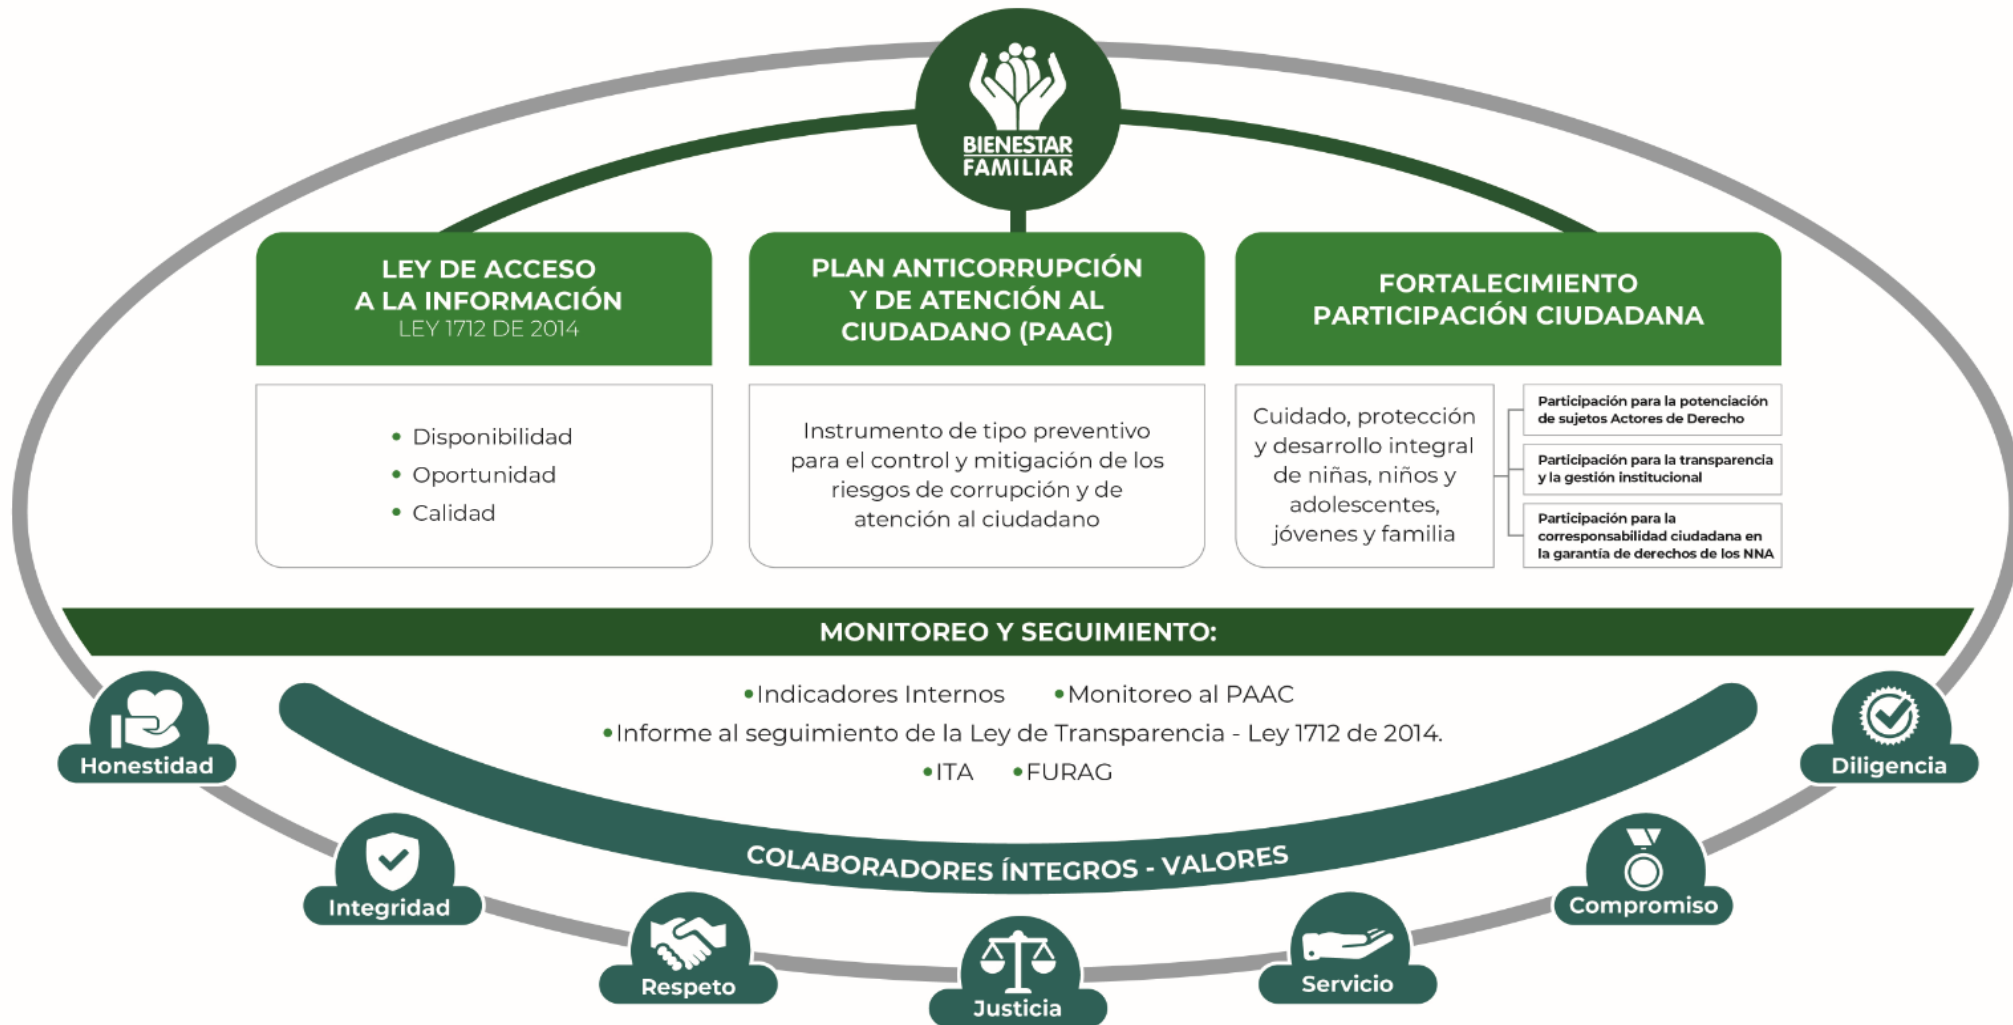 BIENESTAR
FAMILIAR
LEY DE ACCESO
A LA INFORMACIÓN
LEY 1712 DE 2014
• Disponibilidad
• Oportunidad
• Calidad
PLAN ANTICORRUPCIÓN
Y DE ATENCIÓN AL
CIUDADANO (PAAC)
Instrumento de tipo preventivo
para el control y mitigación de los
riesgos de corrupción y de
atención al ciudadano
FORTALECIMIENTO
PARTICIPACIÓN CIUDADANA
Cuidado, protección
y desarrollo integral
de niñas, niños y
adolescentes,
jóvenes y familia
Participación para la potenciación
de sujetos Actores de Derecho
Participación para la transparencia
y la gestión institucional
Participación para la
corresponsabilidad ciudadana en
la garantía de derechos de los NNA
MONITOREO Y SEGUIMIENTO:
•Indicadores Internos •Monitoreo al PAAC
•Informe al seguimiento de la Ley de Transparencia - Ley 1712 de 2014.
•ITA •FURAG
COLABORADORES ÍNTEGROS - VALORES
Honestidad
Integridad
Respeto
Justicia
Servicio
Compromiso
Diligencia